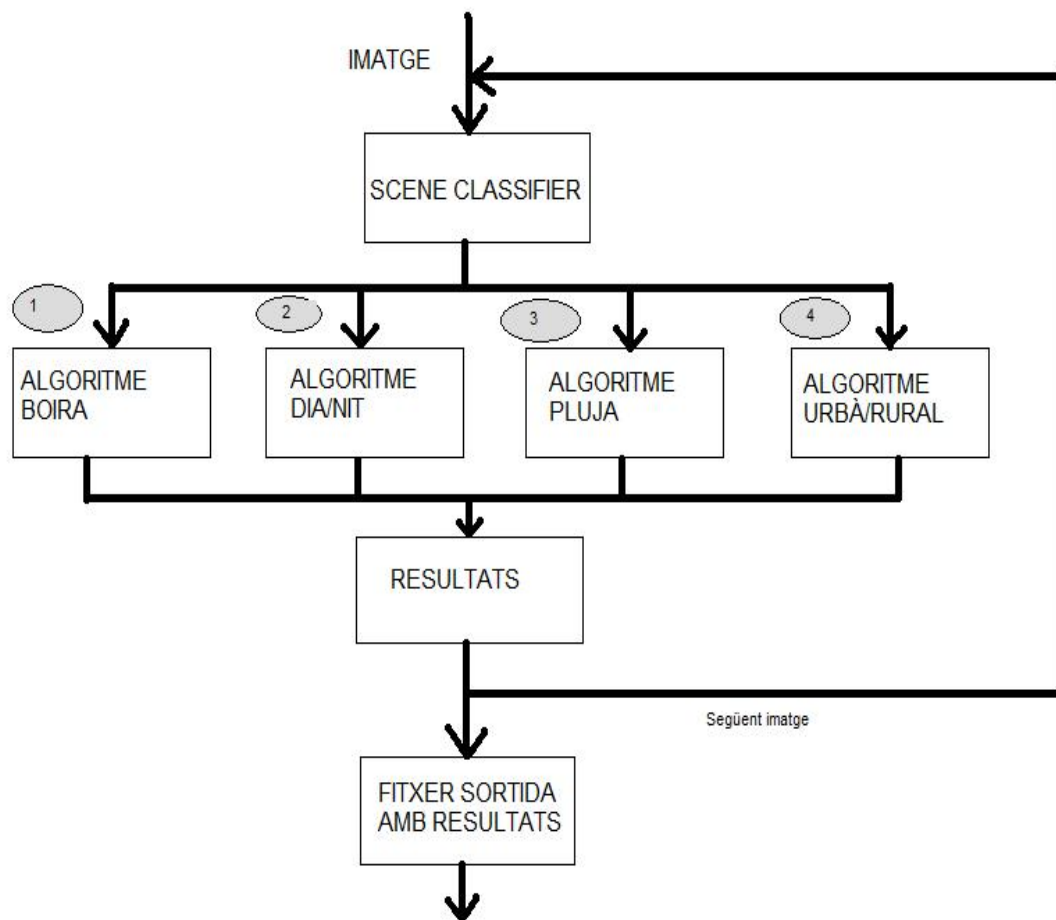 IMATGE
SCENE CLASSIFIER
1
2
3
4
ALGORITME
BOIRA
ALGORITME
DIA/NIT
ALGORITME
PLUJA
ALGORITME
URBÀ/RURAL
RESULTATS
Següent imatge
FITXER SORTIDA
AMB RESULTATS